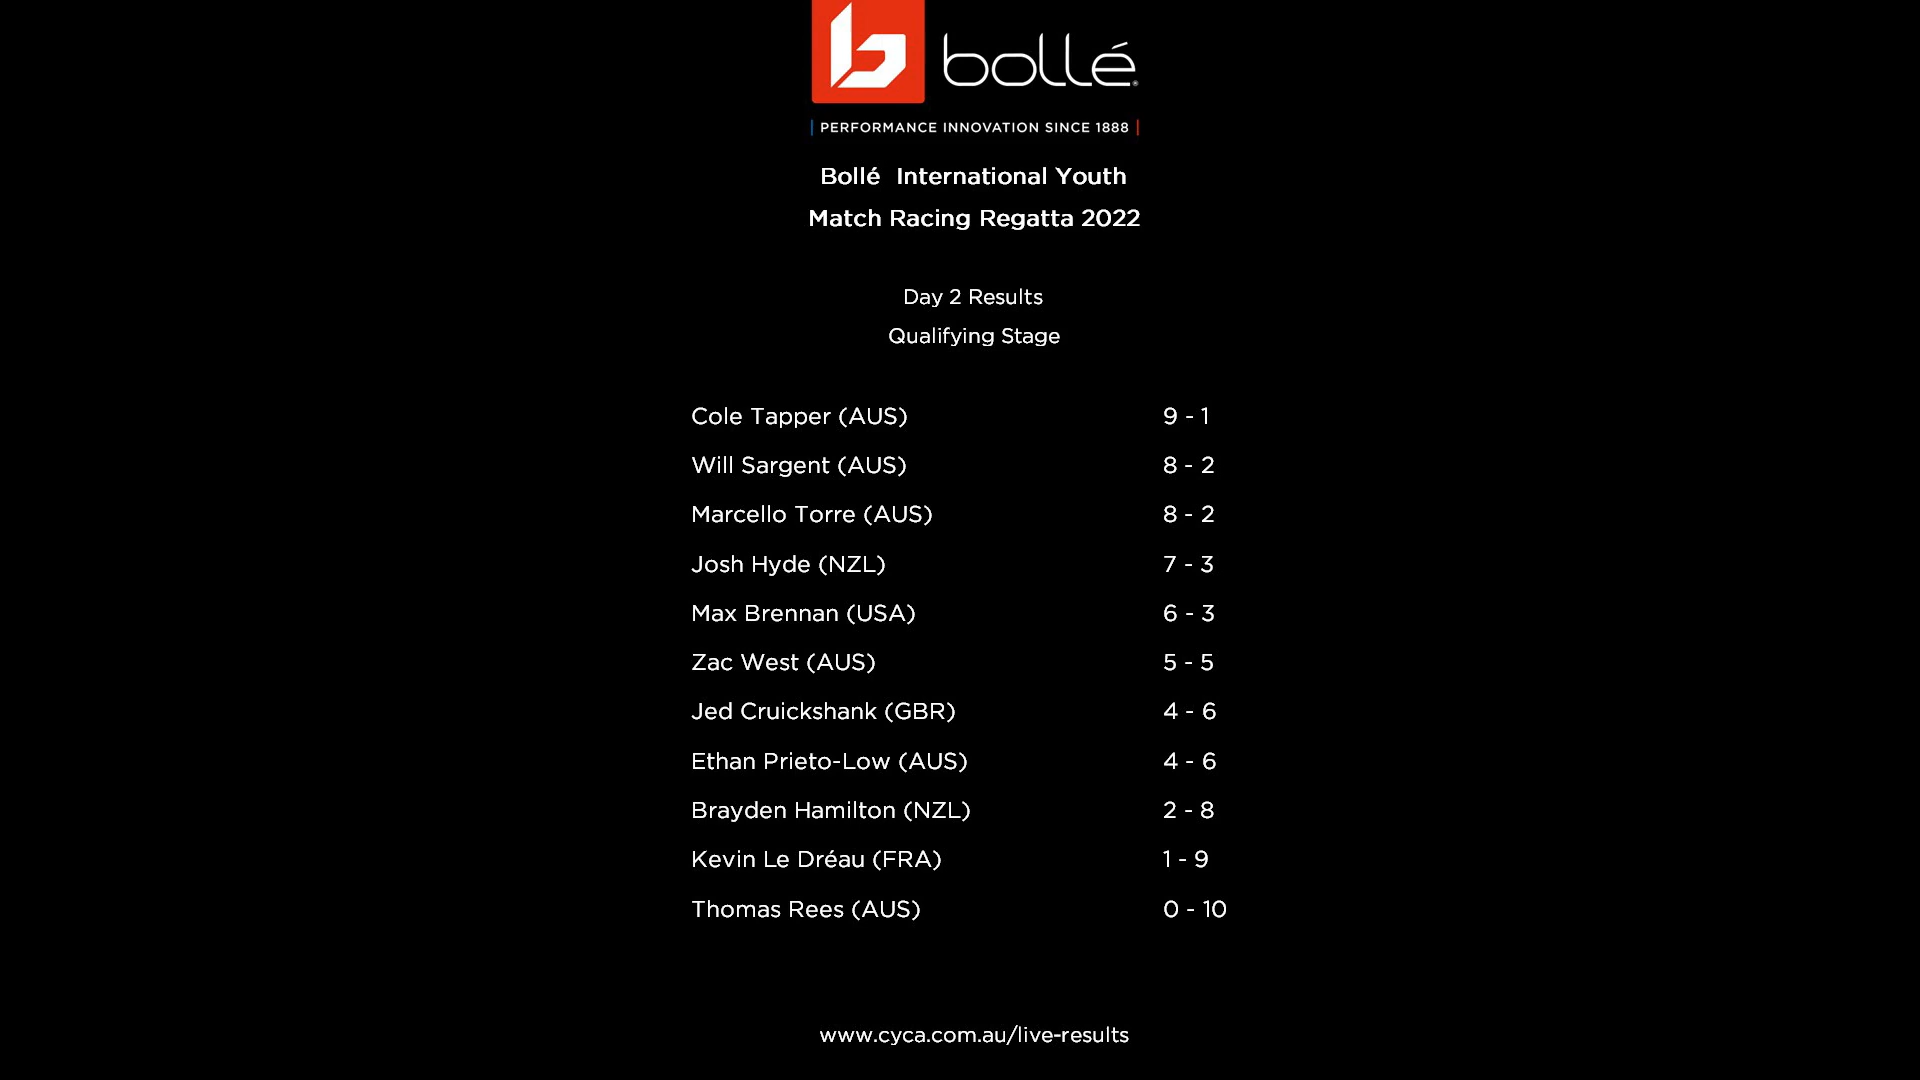 bollé
PERFORMANCE INNOVATION SINCE 1888
Bollé International Youth
Match Racing Regatta 2022
Day 2 Results
Qualifying Stage
Cole Tapper (AUS) 9 - 1
Will Sargent (AUS) 8 - 2
Marcello Torre (AUS) 8 - 2
Josh Hyde (NZL) 7 - 3
Max Brennan (USA) 6 - 3
Zac West (AUS) 5 - 5
Jed Cruickshank (GBR) 4 - 6
Ethan Prieto-Low (AUS) 4 - 6
Brayden Hamilton (NZL) 2 - 8
Kevin Le Dréau (FRA) 1 - 9
Thomas Rees (AUS) 0 - 10
www.cyca.com.au/live-results